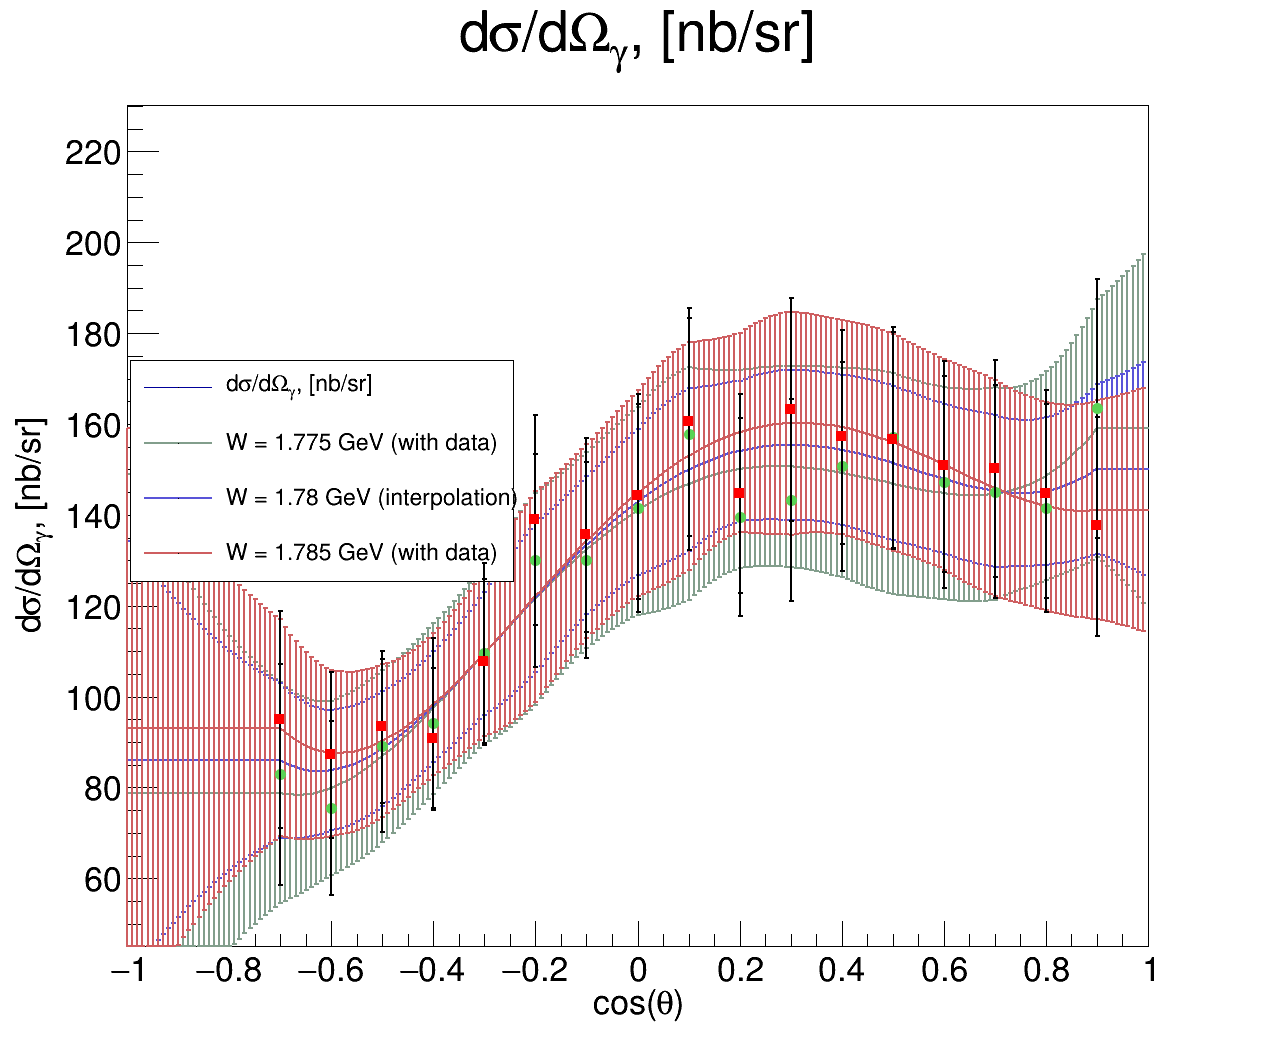 dσ/dΩγ, [nb/sr]
220
200
180
160
140
120
100
80
60
dσ/dΩγ, [nb/sr]
dσ/dΩγ, [nb/sr]
W = 1.775 GeV (with data)
W = 1.78 GeV (interpolation)
W = 1.785 GeV (with data)
−1 −0.8 −0.6 −0.4 −0.2 0 0.2 0.4 0.6 0.8 1
cos(θ)